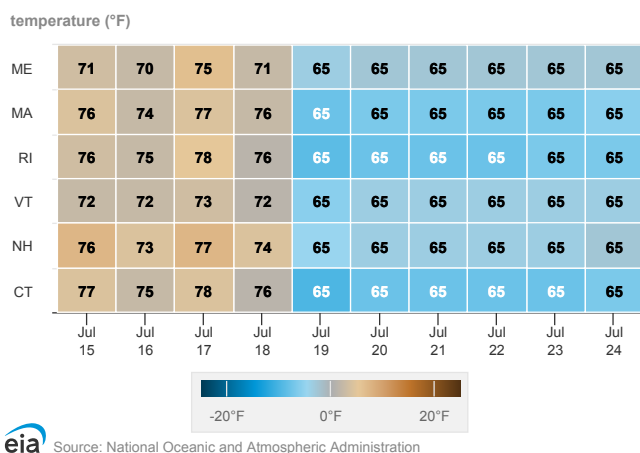 temperature (°F)
ME 71 70 75 71 65 65 65 65 65 65
MA 76 74 77 76 65 65 65 65 65 65
RI 76 75 78 76 65 65 65 65 65 65
VT 72 72 73 72 65 65 65 65 65 65
NH 76 73 77 74 65 65 65 65 65 65
CT 77 75 78 76 65 65 65 65 65 65
Jul Jul Jul Jul Jul Jul Jul Jul Jul Jul
15 16 17 18 19 20 21 22 23 24
-20°F 0°F 20°F
eia Source: National Oceanic and Atmospheric Administration